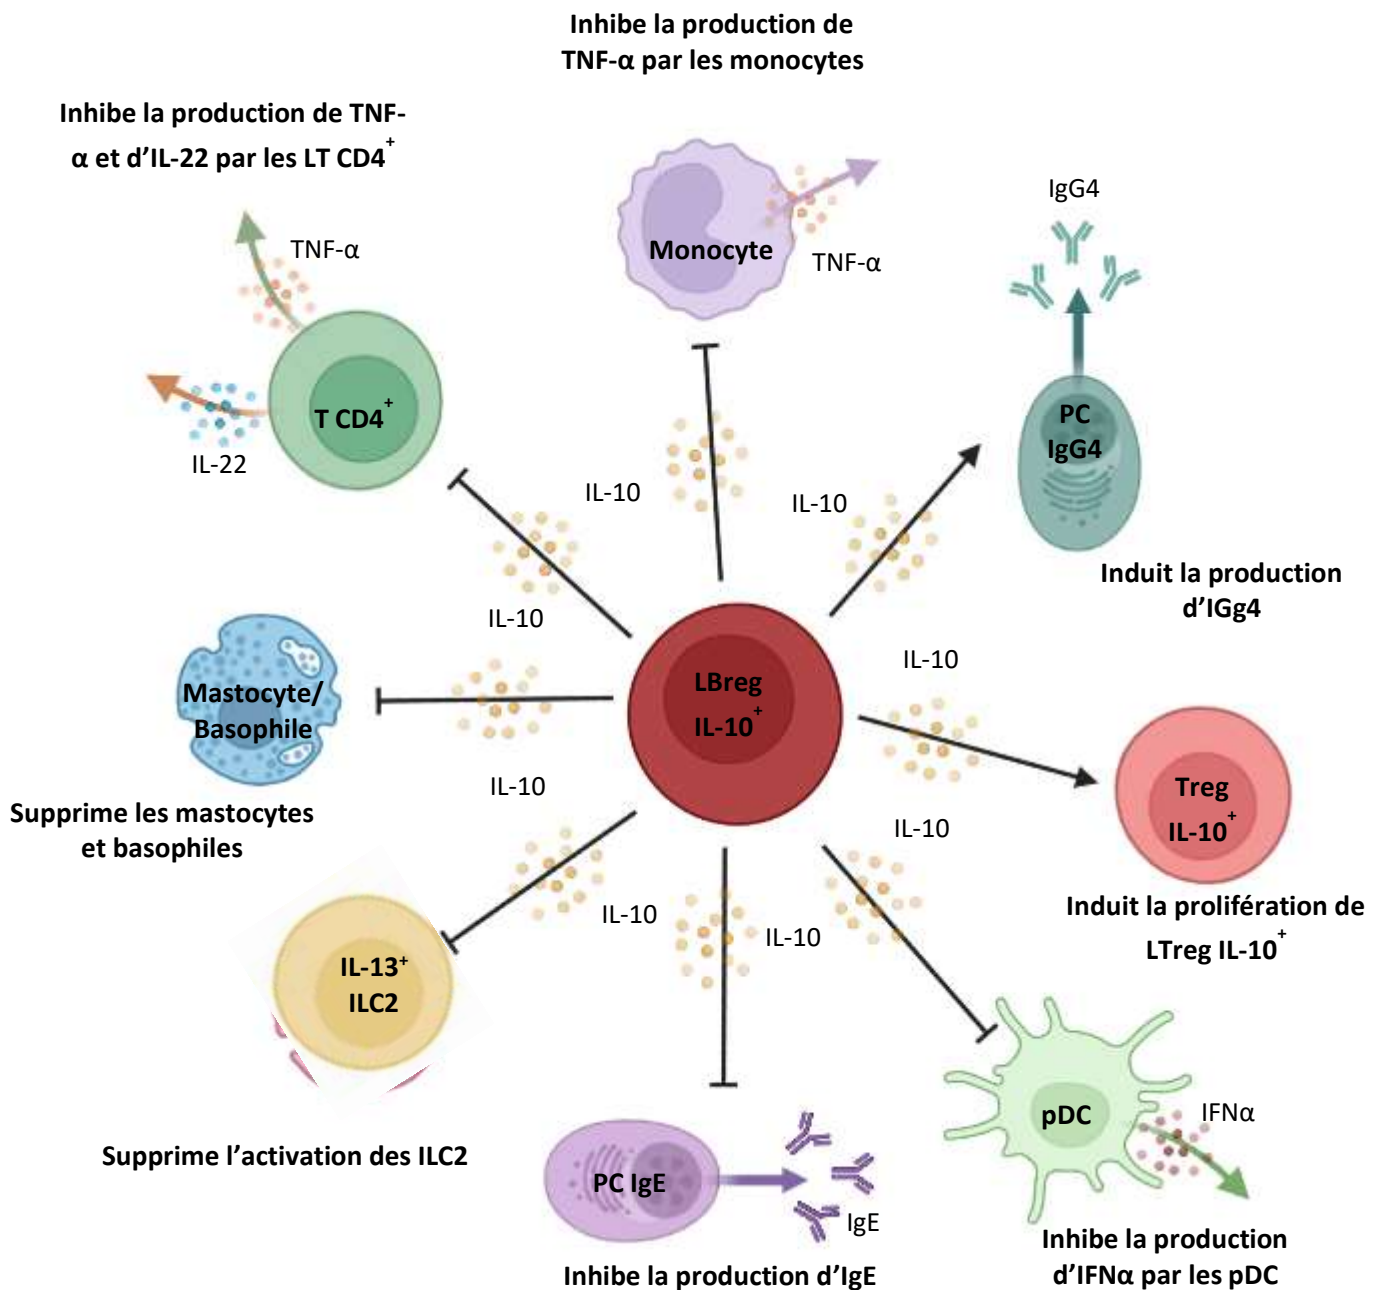 Inhibe la production de
TNF-α par les monocytes
Inhibe la production de TNF-
α et d’IL-22 par les LT CD4⁺
TNF-α
IL-22
T CD4⁺
Monocyte
TNF-α
IgG4
PC
IgG4
Induit la production
d’IGg4
IL-10
IL-10
IL-10
IL-10
LBreg
IL-10⁺
Mastocyte/
Basophile
Supprime les mastocytes
et basophiles
IL-10
IL-10
Treg
IL-10⁺
Induit la prolifération de
LTreg IL-10⁺
IL-10
IL-10
IL-13⁺
ILC2
Supprime l’activation des ILC2
PC IgE
IgE
Inhibe la production d’IgE
pDC
IFNα
Inhibe la production
d’IFNα par les pDC